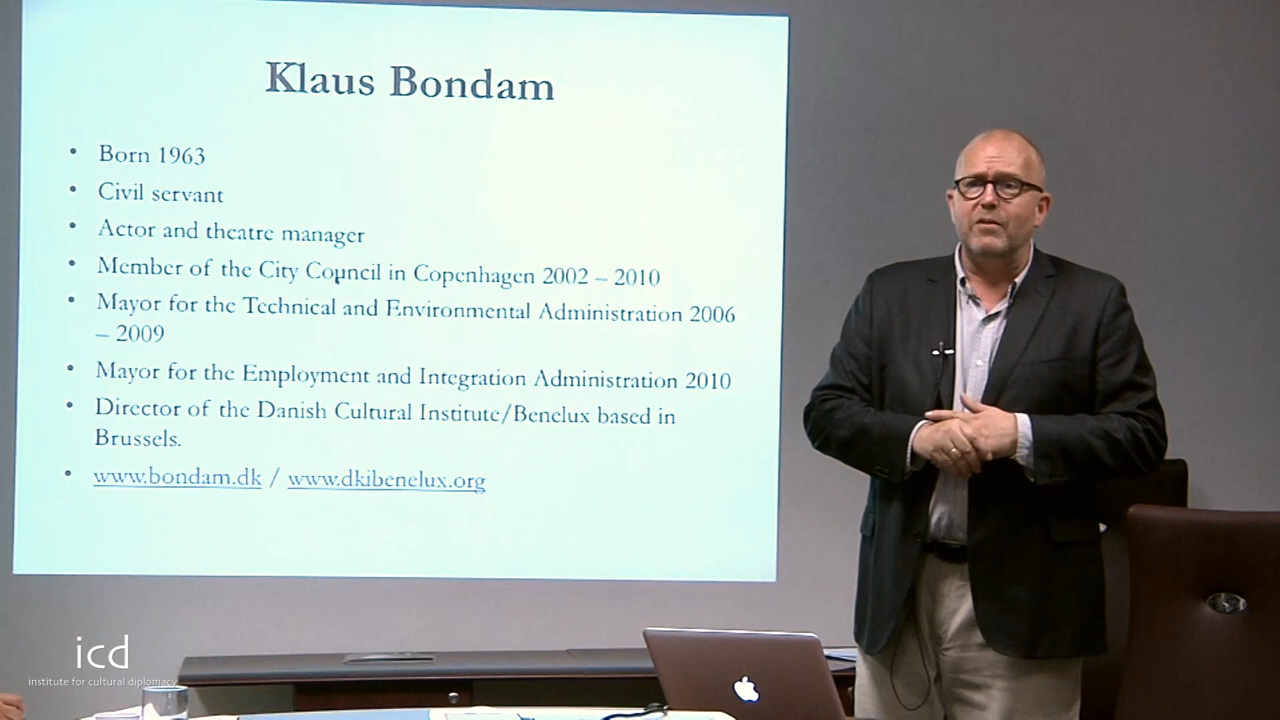 Klaus Bondam
• Born 1963
• Civil servant
• Actor and theatre manager
• Member of the City Council in Copenhagen 2002 – 2010
• Mayor for the Technical and Environmental Administration 2006
– 2009
• Mayor for the Employment and Integration Administration 2010
• Director of the Danish Cultural Institute/Benelux based in
Brussels.
• www.bondam.dk / www.dkibenelux.org
icd
institute for cultural diplomacy